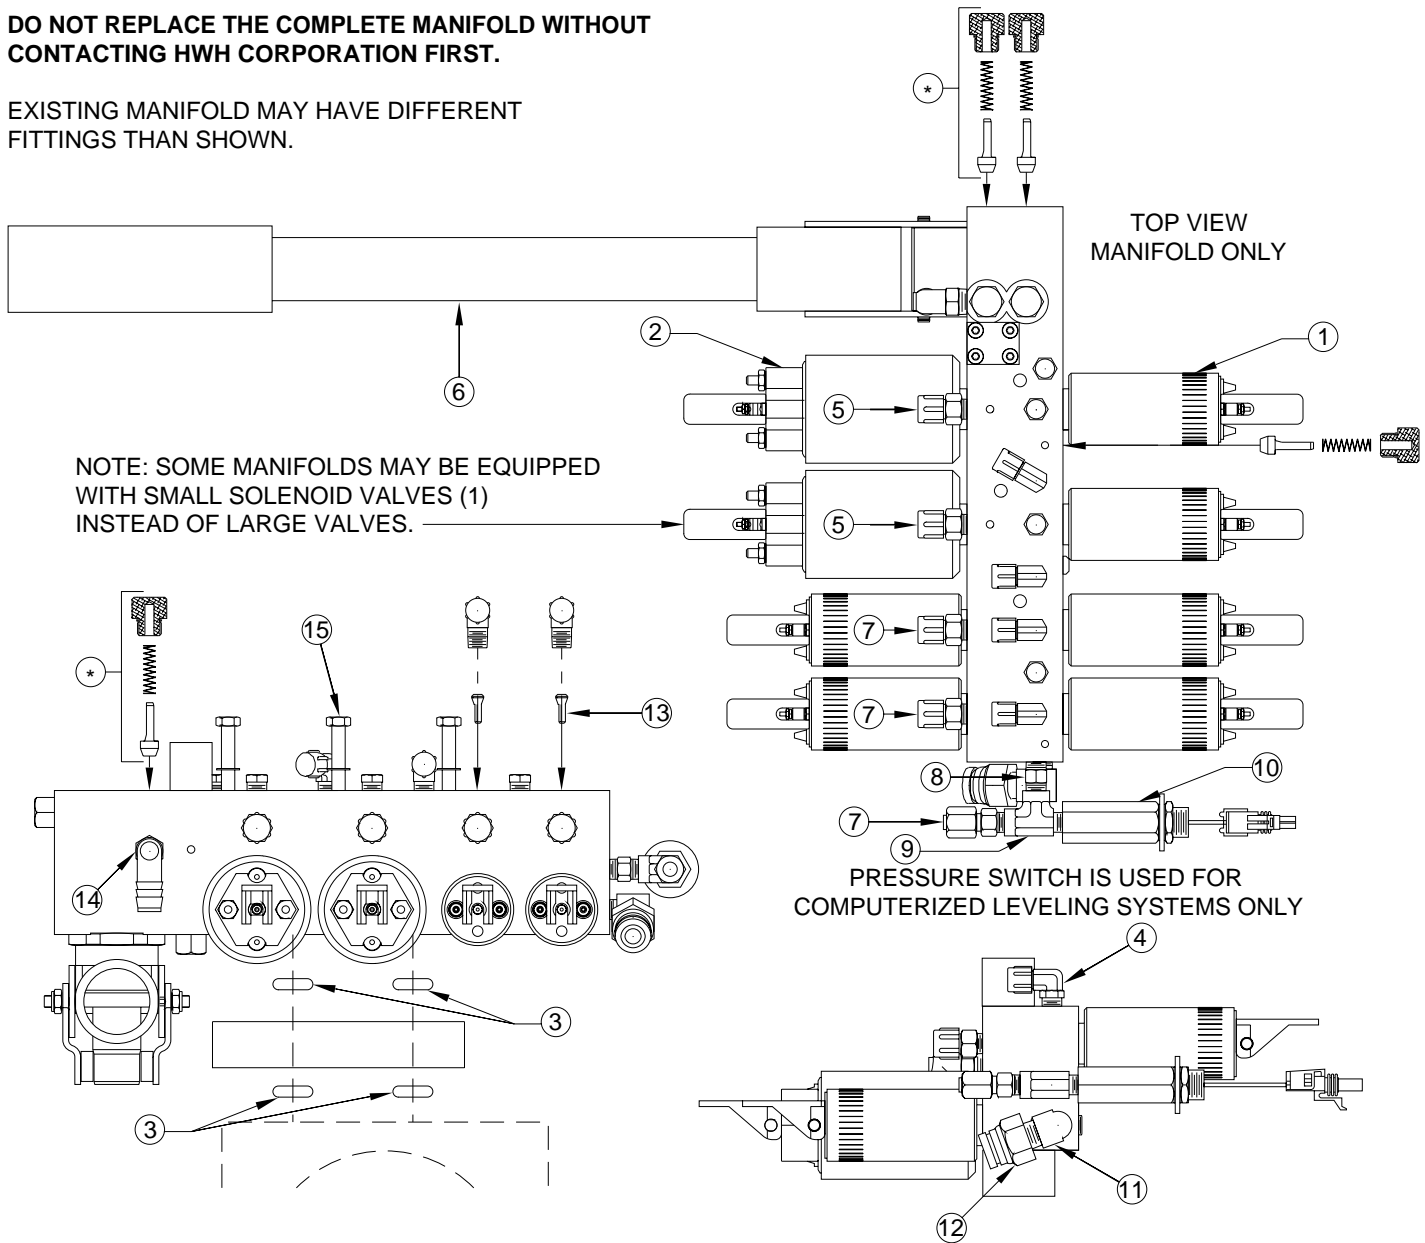 DO NOT REPLACE THE COMPLETE MANIFOLD WITHOUT
CONTACTING HWH CORPORATION FIRST.
EXISTING MANIFOLD MAY HAVE DIFFERENT
FITTINGS THAN SHOWN.
*
TOP VIEW
MANIFOLD ONLY
2
1
6
5
NOTE: SOME MANIFOLDS MAY BE EQUIPPED
WITH SMALL SOLENOID VALVES (1)
INSTEAD OF LARGE VALVES.
5
15
7
*
13
7
8
10
7
9
14
PRESSURE SWITCH IS USED FOR
COMPUTERIZED LEVELING SYSTEMS ONLY
4
3
3
11
12